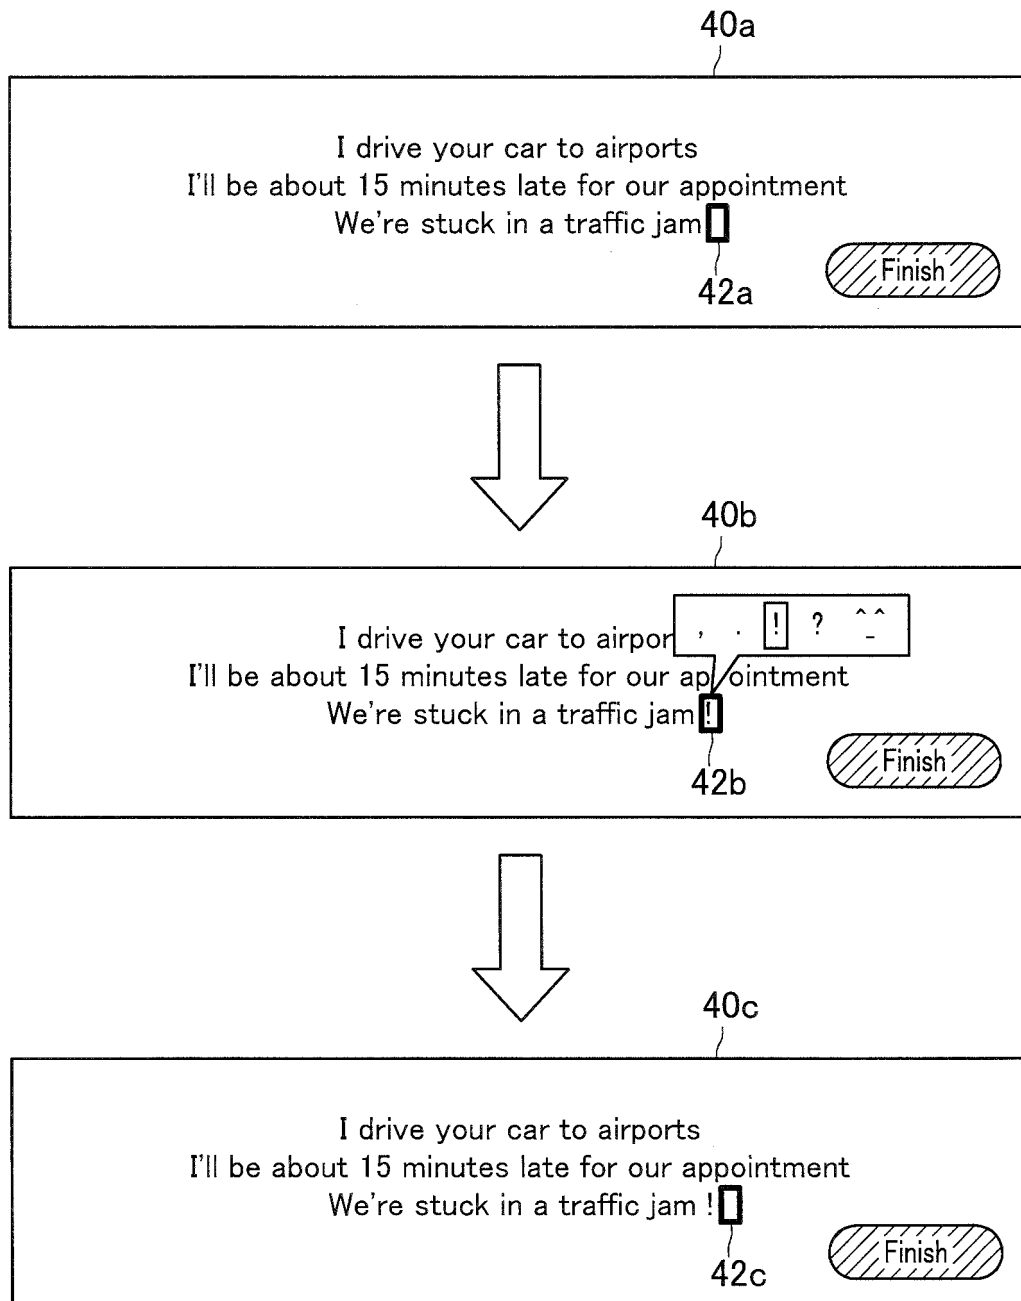 40a
I drive your car to airports
I'll be about 15 minutes late for our appointment
We're stuck in a traffic jam
Finish
42a
40b
, . ! ? ^_^
I drive your car to airpor
I'll be about 15 minutes late for our ap ointment
We're stuck in a traffic jam !
Finish
42b
40c
I drive your car to airports
I'll be about 15 minutes late for our appointment
We're stuck in a traffic jam !
Finish
42c